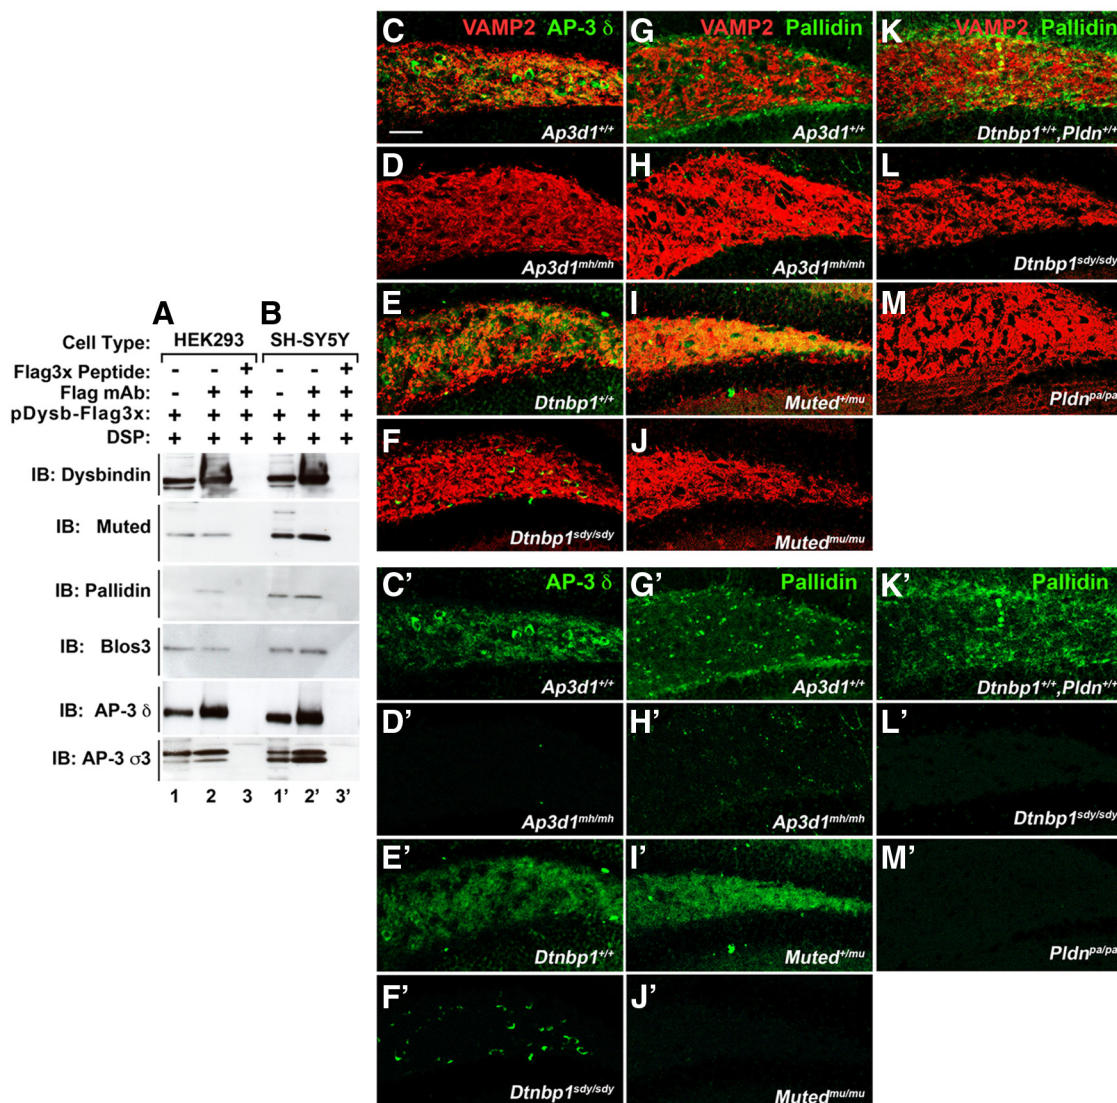 A B
Cell Type: HEK293 SH-SY5Y
Flag3x Peptide: - - + - - +
Flag mAb: - + + - + +
pDysb-Flag3x: + + + + + +
DSP: + + + + + +
IB: Dysbindin
IB: Muted
IB: Pallidin
IB: Blos3
IB: AP-3 δ
IB: AP-3 σ3
1 2 3 1’ 2’ 3’
C VAMP2 AP-3 δ
Ap3d1+/+
G VAMP2 Pallidin
Ap3d1+/+
K VAMP2 Pallidin
Dtnbp1+/+,Pldn+/+
D
Ap3d1mh/mh
H
Ap3d1mh/mh
L
Dtnbp1sdy/sdy
E
Dtnbp1+/+
I
Muted+/mu
M
Pldnpa/pa
F
Dtnbp1sdy/sdy
J
Mutedmu/mu
C’ AP-3 δ
Ap3d1+/+
G’ Pallidin
Ap3d1+/+
K’ Pallidin
Dtnbp1+/+,Pldn+/+
D’
Ap3d1mh/mh
H’
Ap3d1mh/mh
L’
Dtnbp1sdy/sdy
E’
Dtnbp1+/+
I’
Muted+/mu
M’
Pldnpa/pa
F’
Dtnbp1sdy/sdy
J’
Mutedmu/mu